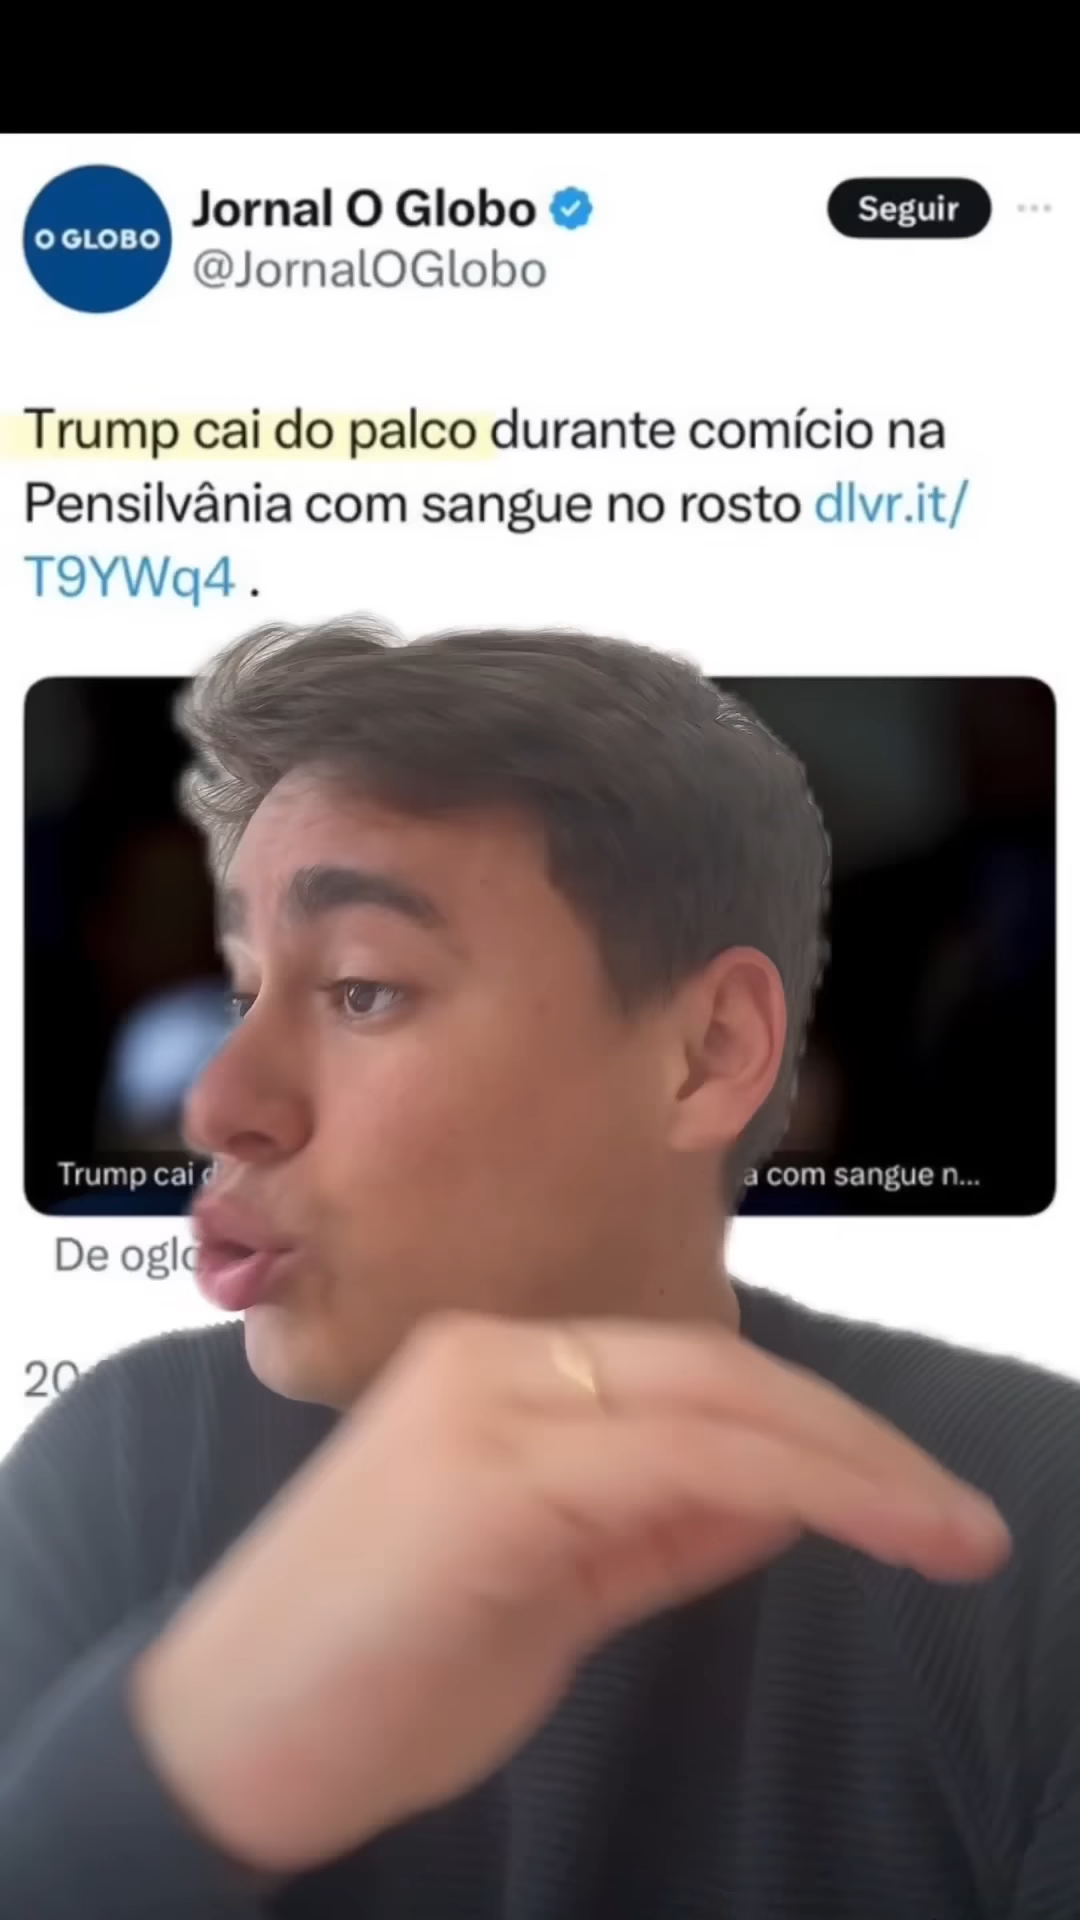 O GLOBO
Jornal O Globo
@JornalOGlobo
Seguir
Trump cai do palco durante comício na
Pensilvânia com sangue no rosto dlvr.it/
T9YWq4 .
Trump cai a com sangue n...
De
20